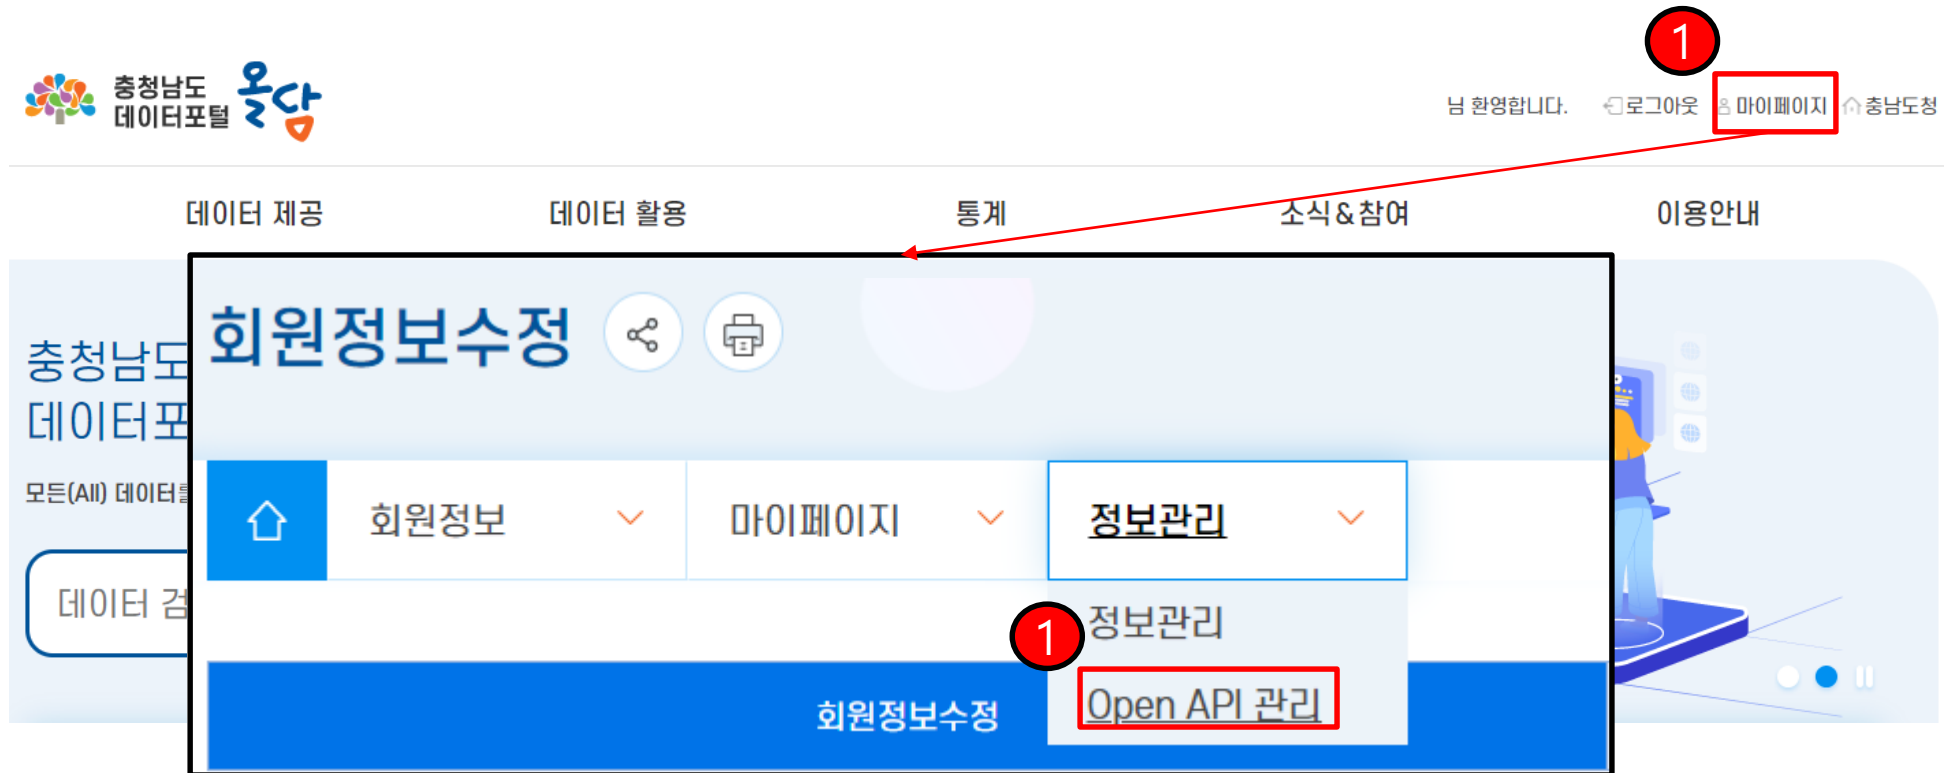 1
충청남도
데이터포털
올담
님 환영합니다. 로그아웃 마이페이지 충남도청
데이터 제공 데이터 활용 통계 소식&참여 이용안내
충청남도
데이터포
모든(All) 데이터를
데이터 검
회원정보수정
회원정보 마이페이지 정보관리
1
정보관리
Open API 관리
회원정보수정